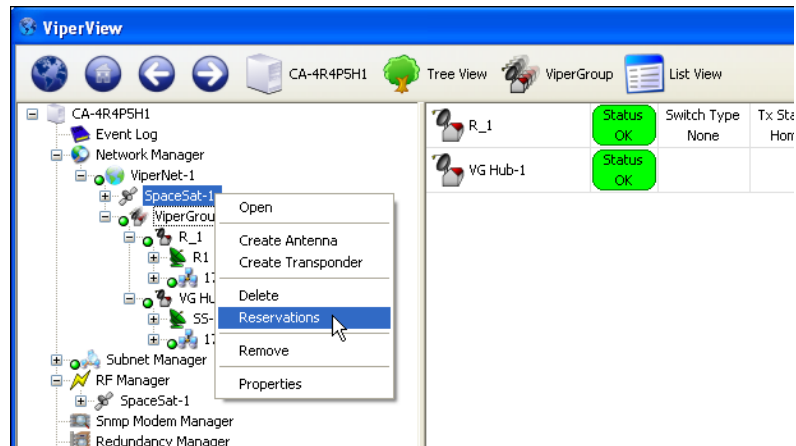 ViperView
CA-4R4P5H1 Tree View ViperGroup List View
CA-4R4P5H1
Event Log
Network Manager
ViperNet-1
SpaceSat-1
ViperGrou
R_1
R1
17
VG Hu
SS-
17
Subnet Manager
RF Manager
SpaceSat-1
Snmp Modem Manager
Redundancy Manager
Open
Create Antenna
Create Transponder
Delete
Reservations
Remove
Properties
R_1 Status OK Switch Type None Tx Sta Hom
VG Hub-1 Status OK